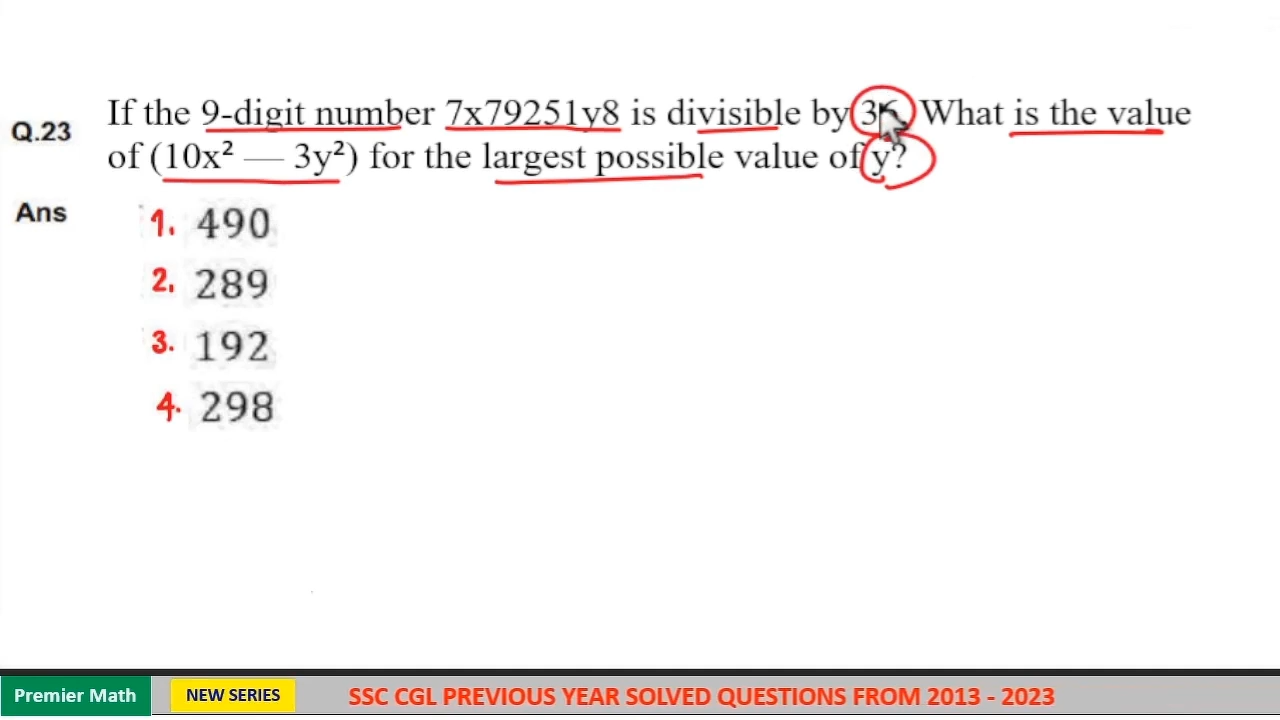 Q.23
If the 9-digit number 7x79251y8 is divisible by 36. What is the value
of (10x² — 3y²) for the largest possible value of y?
Ans
1. 490
2. 289
3. 192
4. 298
Premier Math
NEW SERIES
SSC CGL PREVIOUS YEAR SOLVED QUESTIONS FROM 2013 - 2023